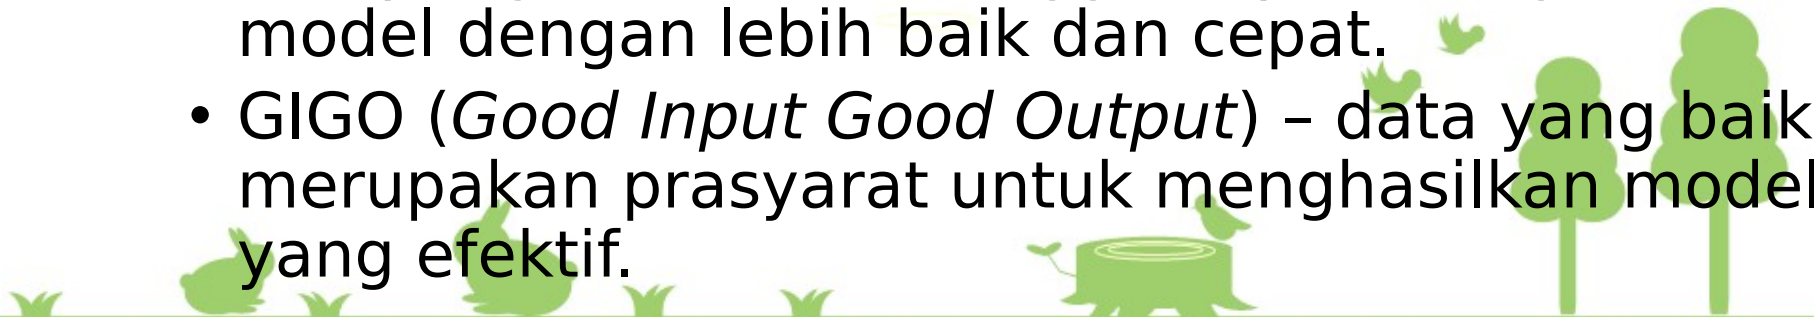 model dengan lebih baik dan cepat.
• GIGO (Good Input Good Output) – data yang baik
merupakan prasyarat untuk menghasilkan model
yang efektif.